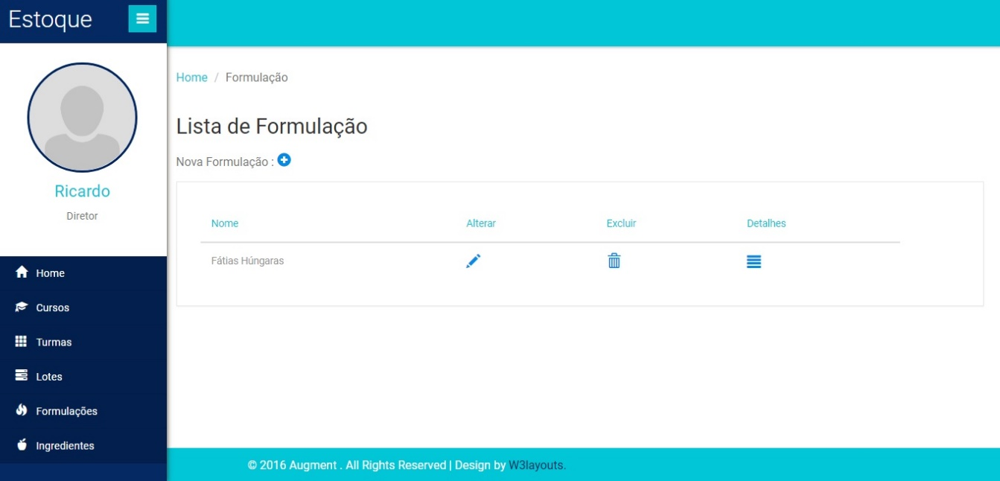 Estoque
Ricardo
Diretor
Home
Cursos
Turmas
Lotes
Formulações
Ingredientes
Home / Formulação
Lista de Formulação
Nova Formulação :
Nome Alterar Excluir Detalhes
Fátias Húngaras
© 2016 Augment . All Rights Reserved | Design by W3layouts.